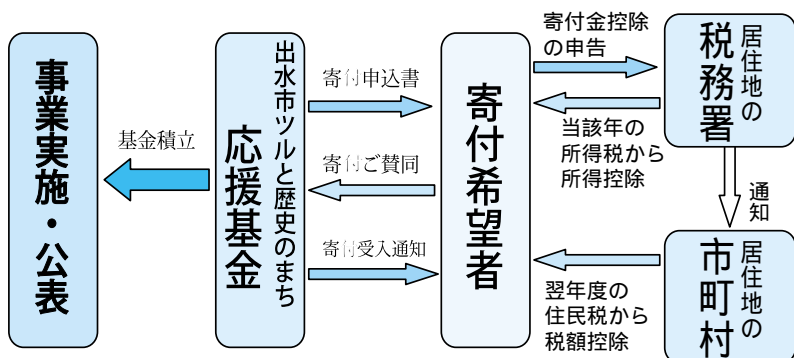 事業実施・公表
基金積立
出水市ツルと歴史のまち
応援基金
寄付申込書
寄付ご賛同
寄付受入通知
寄付希望者
寄付金控除
の申告
当該年の
所得税から
所得控除
翌年度の
住民税から
税額控除
居住地の
税務署
通知
居住地の
市町村